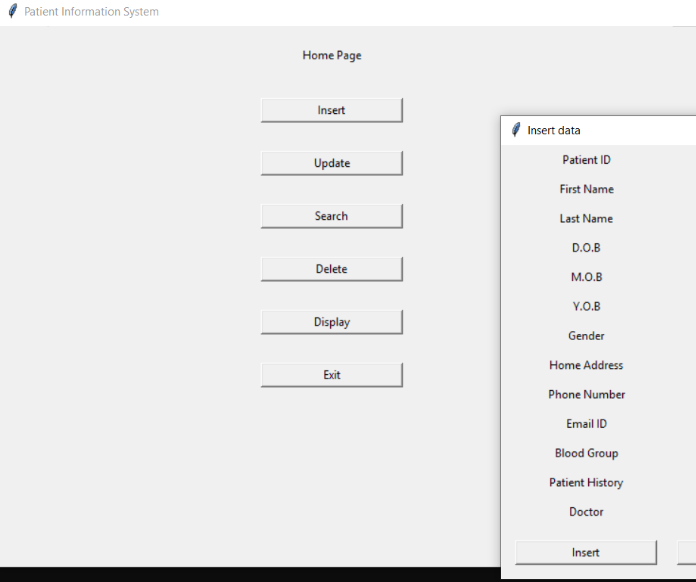 Patient Information System
Home Page
Insert
Update
Search
Delete
Display
Exit
Insert data
Patient ID
First Name
Last Name
D.O.B
M.O.B
Y.O.B
Gender
Home Address
Phone Number
Email ID
Blood Group
Patient History
Doctor
Insert